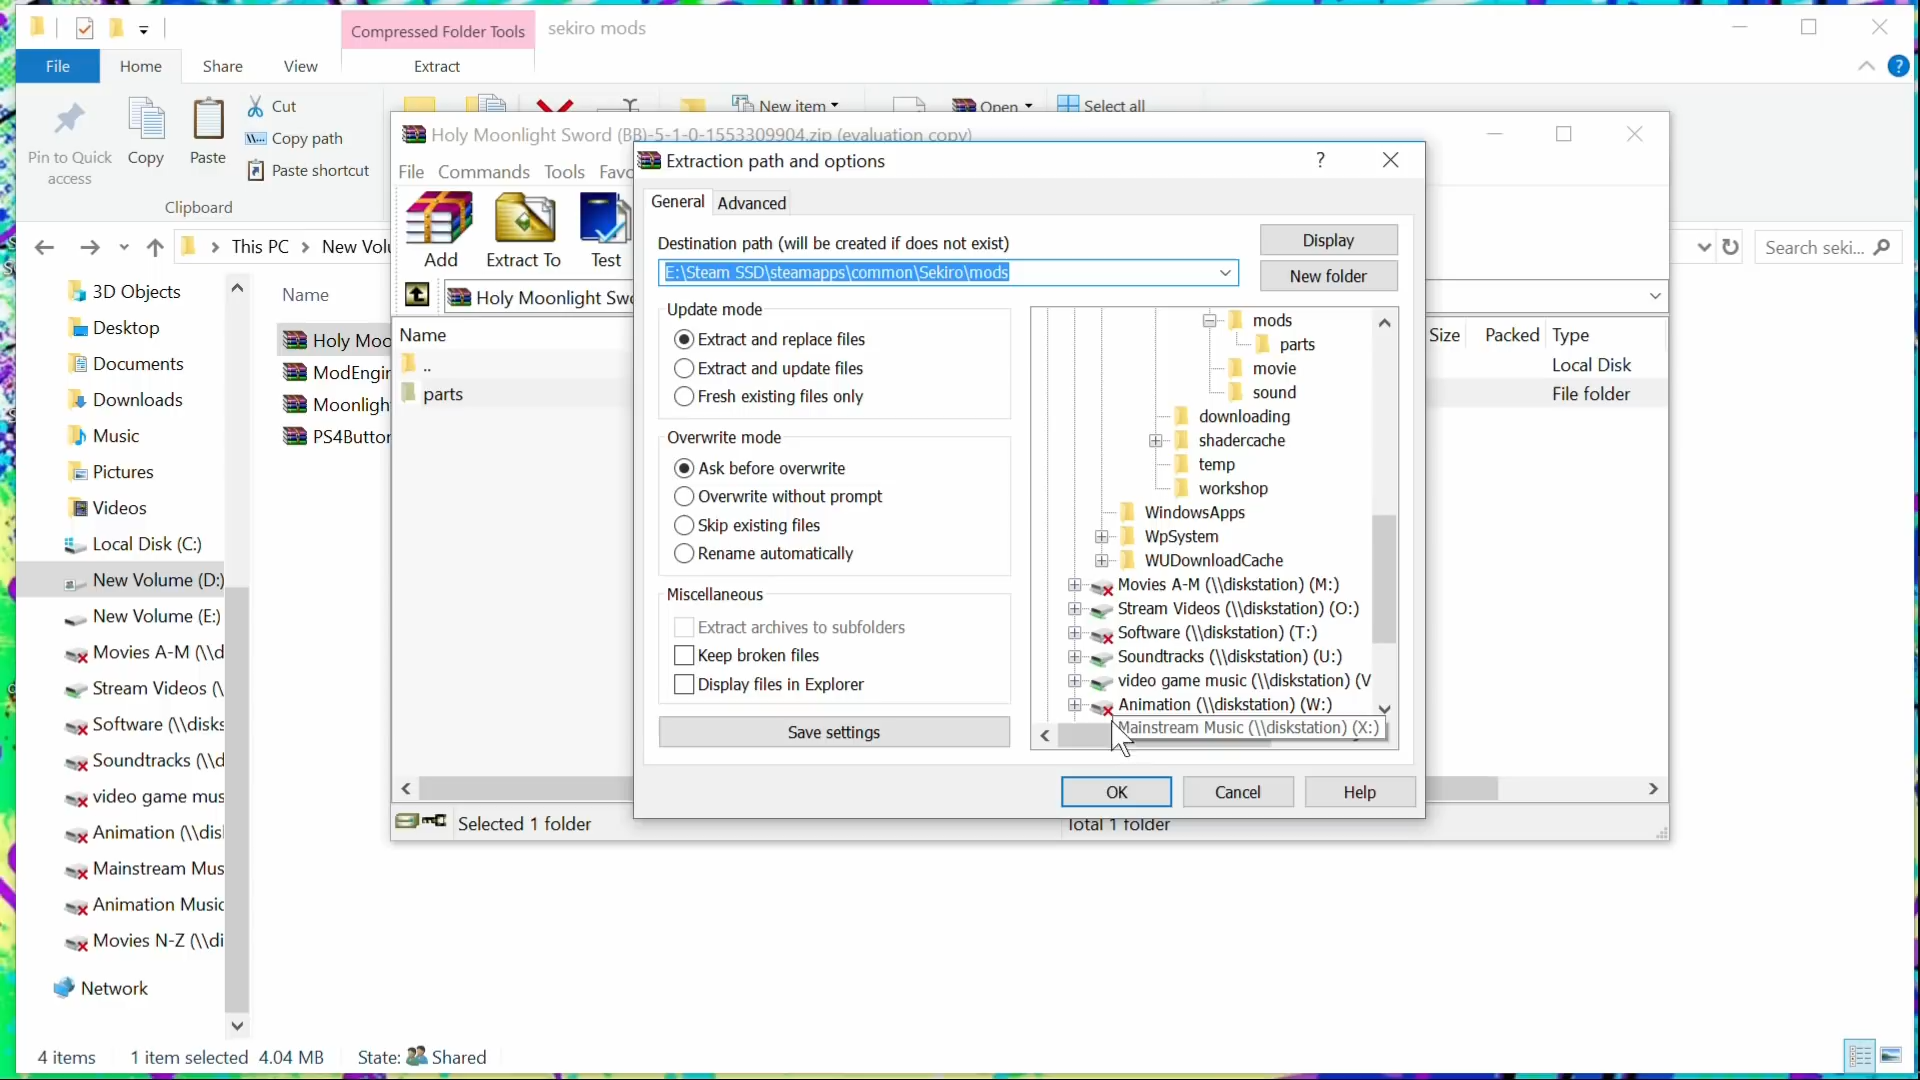 Compressed Folder Tools
sekiro mods
File
Home
Share
View
Extract
Pin to Quick
access
Copy
Paste
Cut
Copy path
Paste shortcut
Clipboard
New item
Open
Select all
This PC
New Volu
Search seki...
3D Objects
Desktop
Documents
Downloads
Music
Pictures
Videos
Local Disk (C:)
New Volume (D:)
New Volume (E:)
Movies A-M (\\d
Stream Videos (\
Software (\\disks
Soundtracks (\\d
video game mus
Animation (\\disl
Mainstream Mus
Animation Music
Movies N-Z (\\di
Network
Name
Holy Moo
ModEngin
Moonligh
PS4Button
4 items
1 item selected 4.04 MB
State: Shared
Holy Moonlight Sword (BB)-5-1-0-1553309904.zip (evaluation copy)
File
Commands
Tools
Favo
Add
Extract To
Test
Holy Moonlight Swo
Name
..
parts
Size
Packed
Type
Local Disk
File folder
Selected 1 folder
Total 1 folder
Extraction path and options
?
General
Advanced
Destination path (will be created if does not exist)
E:\Steam SSD\steamapps\common\Sekiro\mods
Display
New folder
Update mode
Extract and replace files
Extract and update files
Fresh existing files only
Overwrite mode
Ask before overwrite
Overwrite without prompt
Skip existing files
Rename automatically
Miscellaneous
Extract archives to subfolders
Keep broken files
Display files in Explorer
Save settings
mods
parts
movie
sound
downloading
shadercache
temp
workshop
WindowsApps
WpSystem
WUDownloadCache
Movies A-M (\\diskstation) (M:)
Stream Videos (\\diskstation) (O:)
Software (\\diskstation) (T:)
Soundtracks (\\diskstation) (U:)
video game music (\\diskstation) (V
Animation (\\diskstation) (W:)
Mainstream Music (\\diskstation) (X:)
OK
Cancel
Help